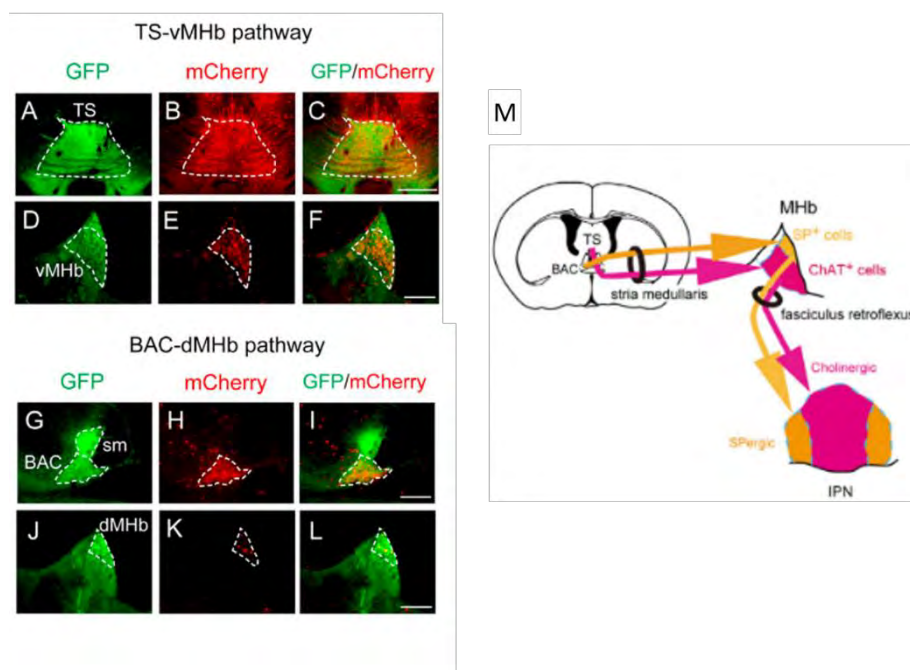 TS-vMHb pathway
GFP mCherry GFP/mCherry
A TS B C
D vMHb E F
BAC-dMHb pathway
GFP mCherry GFP/mCherry
G BAC sm H I
J dMHb K L
M
MHb
SP+ cells
TS
BAC
ChAT+ cells
stria medullaris
fasciculus retroflexus
Cholinergic
SPergic
IPN